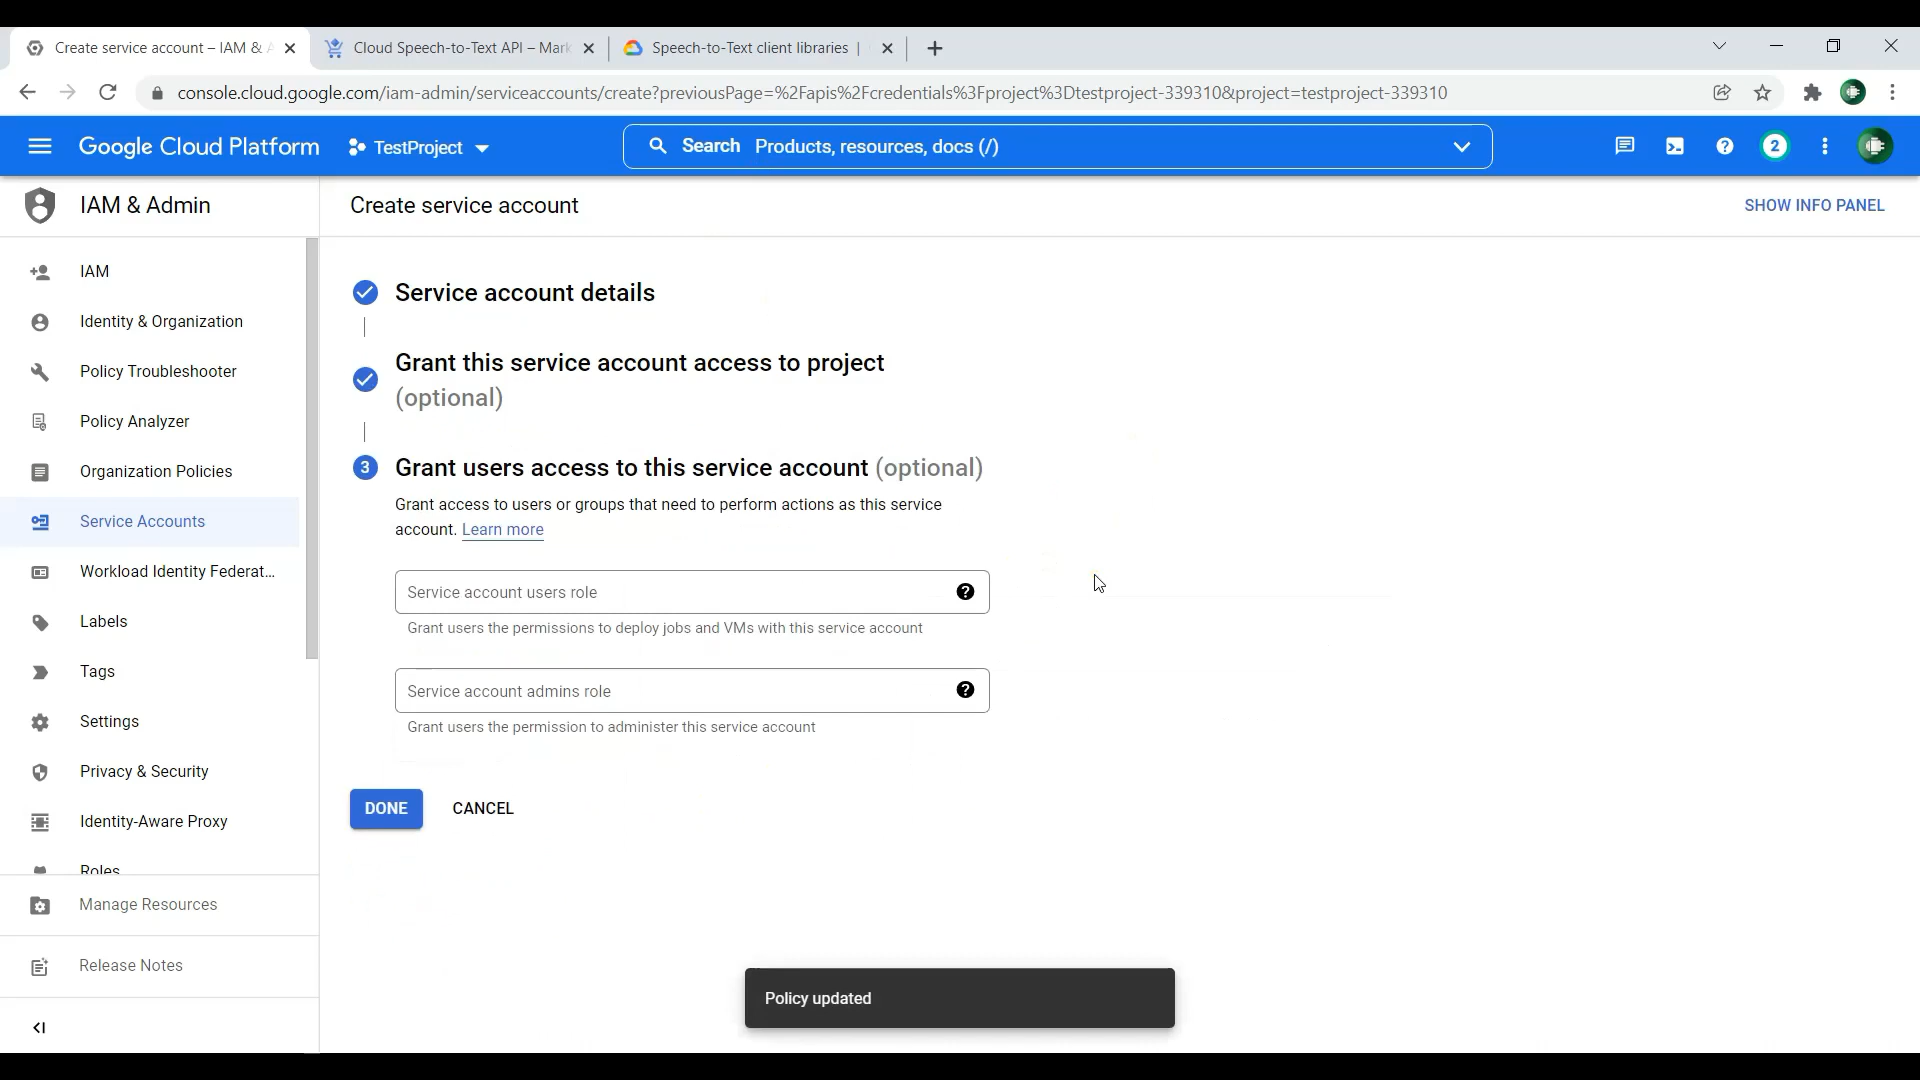 Create service account – IAM & A
Cloud Speech-to-Text API – Mark
Speech-to-Text client libraries |
console.cloud.google.com/iam-admin/serviceaccounts/create?previousPage=%2Fapis%2Fcredentials%3Fproject%3Dtestproject-339310&project=testproject-339310
Google Cloud Platform
TestProject
Search Products, resources, docs (/)
2
IAM & Admin
Create service account
SHOW INFO PANEL
IAM
Identity & Organization
Policy Troubleshooter
Policy Analyzer
Organization Policies
Service Accounts
Workload Identity Federat...
Labels
Tags
Settings
Privacy & Security
Identity-Aware Proxy
Roles
Manage Resources
Release Notes
Service account details
Grant this service account access to project
(optional)
3 Grant users access to this service account (optional)
Grant access to users or groups that need to perform actions as this service
account. Learn more
Service account users role
Grant users the permissions to deploy jobs and VMs with this service account
Service account admins role
Grant users the permission to administer this service account
DONE CANCEL
Policy updated